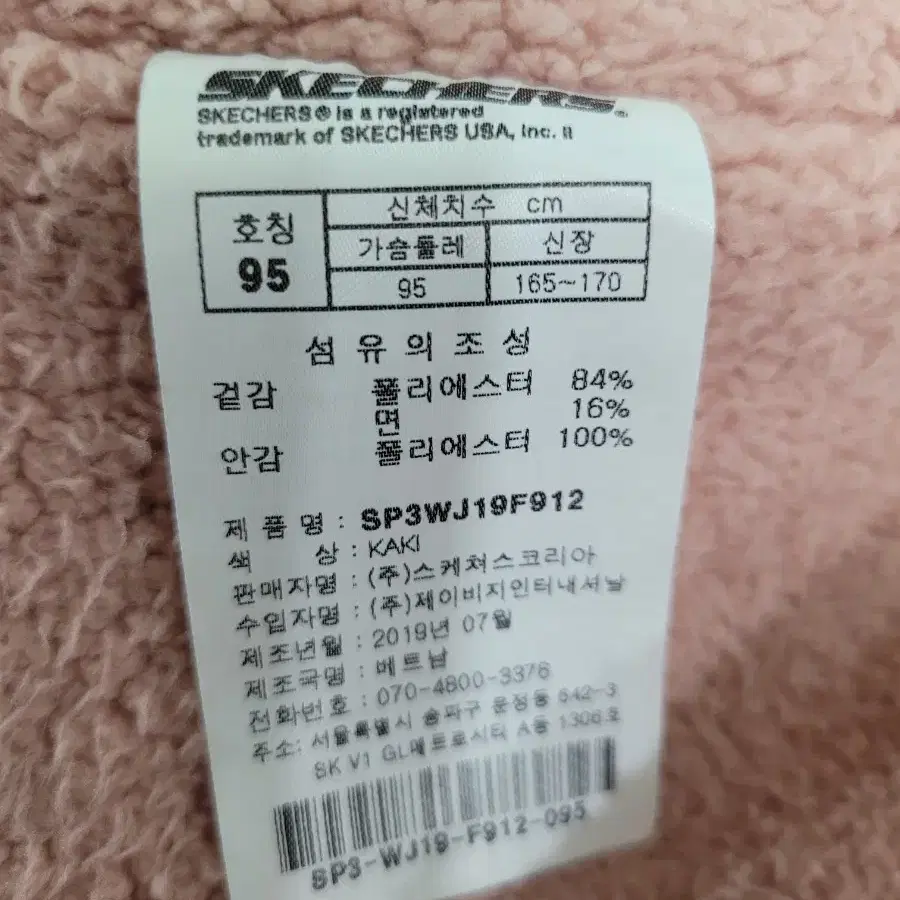 SKECHERS
SKECHERS® is a registered
trademark of SKECHERS USA, Inc.
호칭 95
신체치수 cm
가슴둘레 신장
95 165~170
섬유의조성
겉감 폴리에스터 84%
면 16%
안감 폴리에스터 100%
제품명 : SP3WJ19F912
색상 : KAKI
판매자명 : (주)스케쳐스코리아
수입자명 : (주)제이비지인터내셔날
제조년월 : 2019년 07월
제조국명 : 베트남
전화번호 : 070-4800-3376
주소: 서울특별시 송파구 문정동 642-3
SK V1 GL메트로시티 A동 1306호
SP3-WJ19-F912-095